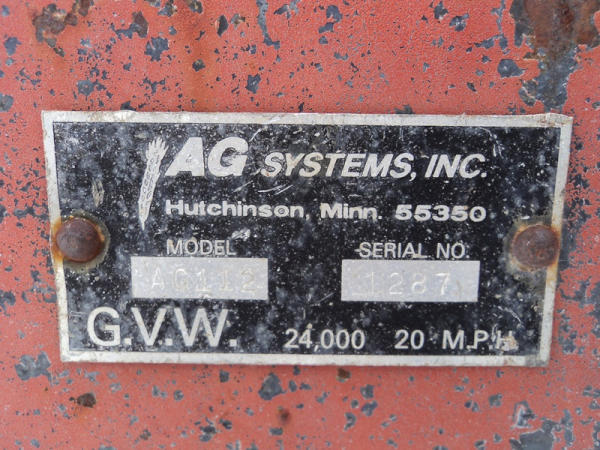 AG SYSTEMS, INC.
Hutchinson, Minn. 55350
MODEL SERIAL NO.
AG112 1287
G.V.W. 24,000 20 M.P.H